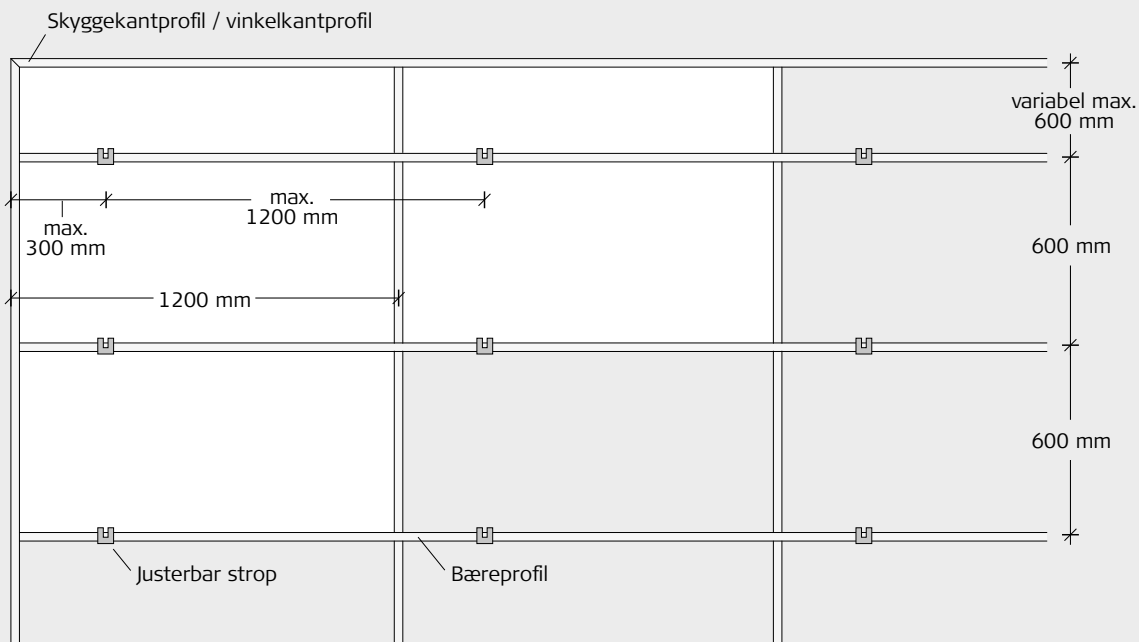 Skyggekantprofil / vinkelkantprofil
variabel max.
600 mm
max.
1200 mm
max.
300 mm
600 mm
1200 mm
600 mm
Justerbar strop
Bæreprofil